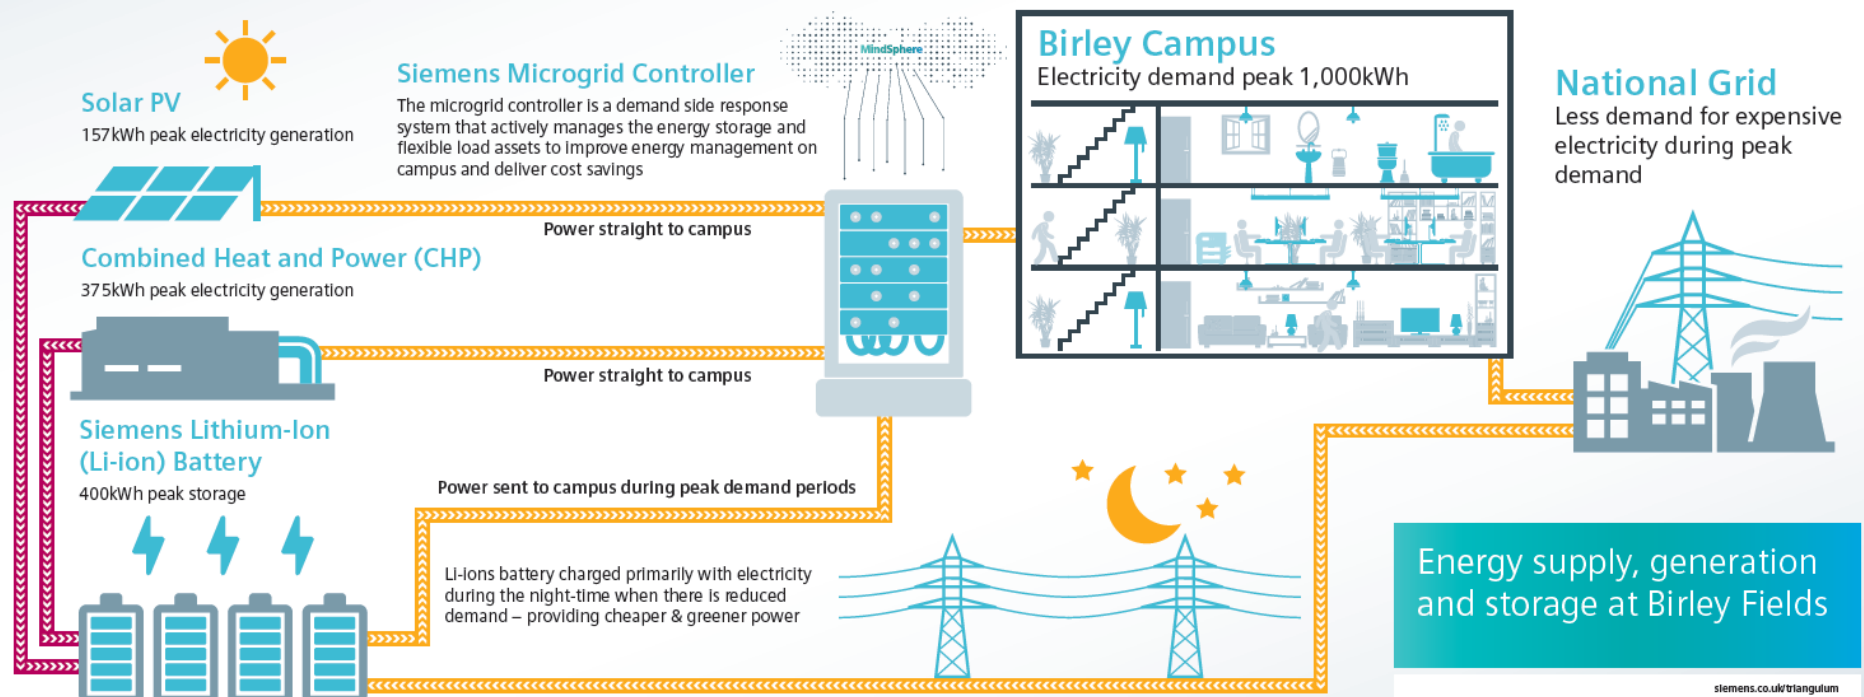 Solar PV
157kWh peak electricity generation
Siemens Microgrid Controller
The microgrid controller is a demand side response
system that actively manages the energy storage and
flexible load assets to improve energy management on
campus and deliver cost savings
MindSphere
Birley Campus
Electricity demand peak 1,000kWh
National Grid
Less demand for expensive
electricity during peak
demand
Power straight to campus
Combined Heat and Power (CHP)
375kWh peak electricity generation
Power straight to campus
Siemens Lithium-Ion
(Li-ion) Battery
400kWh peak storage
Power sent to campus during peak demand periods
Li-ions battery charged primarily with electricity
during the night-time when there is reduced
demand – providing cheaper & greener power
Energy supply, generation
and storage at Birley Fields
siemens.co.uk/triangulum